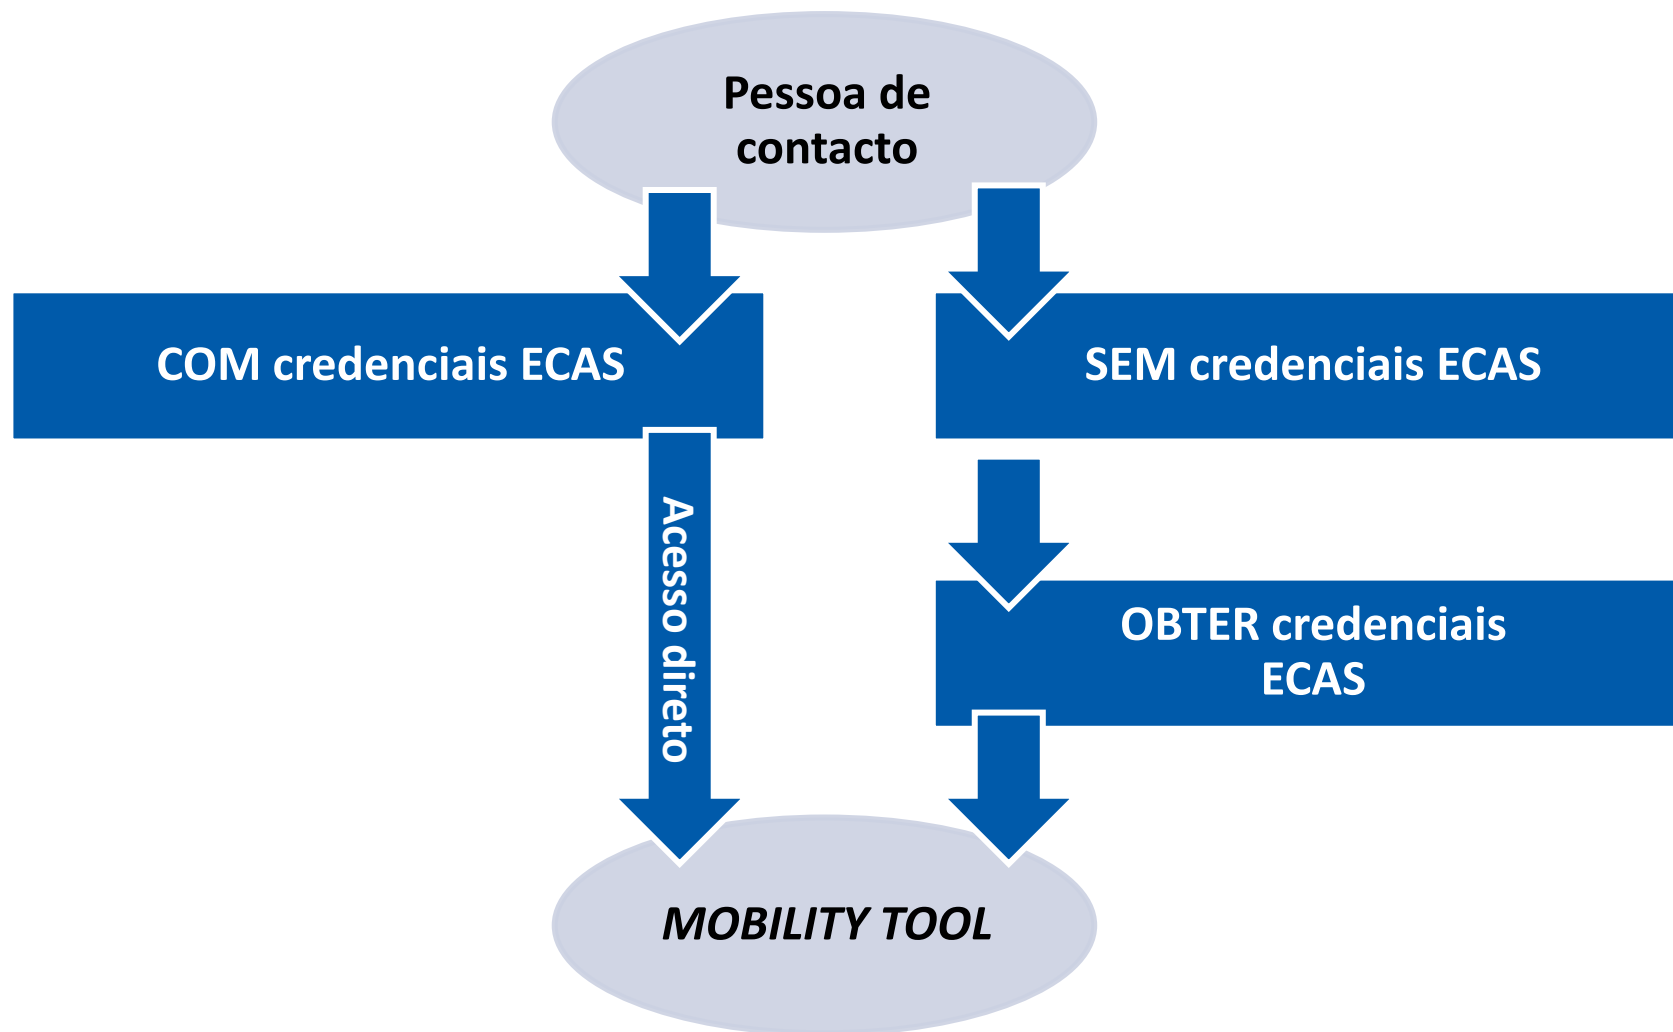 Pessoa de
contacto
COM credenciais ECAS
SEM credenciais ECAS
Acesso direto
OBTER credenciais
ECAS
MOBILITY TOOL